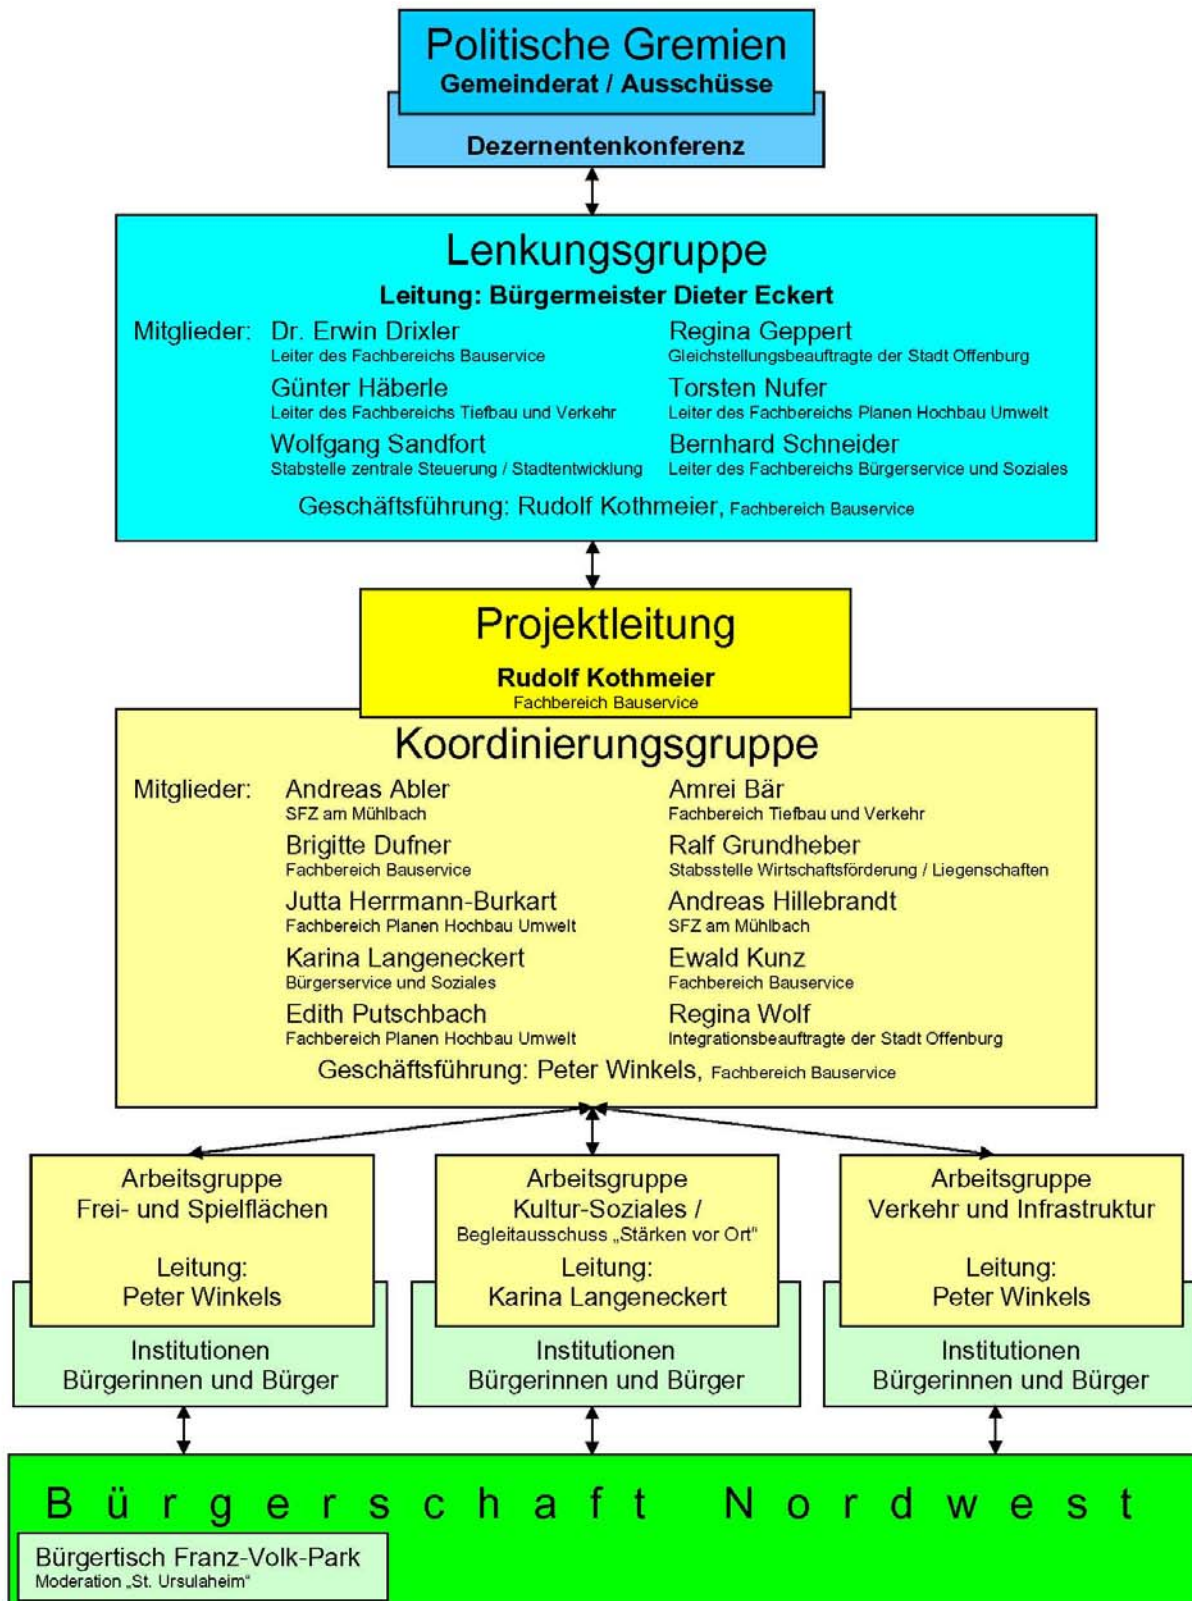 Politische Gremien
Gemeinderat / Ausschüsse
Dezernentenkonferenz
Lenkungsgruppe
Leitung: Bürgermeister Dieter Eckert
Mitglieder: Dr. Erwin Drixler
Leiter des Fachbereichs Bauservice
Regina Geppert
Gleichstellungsbeauftragte der Stadt Offenburg
Günter Häberle
Leiter des Fachbereichs Tiefbau und Verkehr
Torsten Nufer
Leiter des Fachbereichs Planen Hochbau Umwelt
Wolfgang Sandfort
Stabstelle zentrale Steuerung / Stadtentwicklung
Bernhard Schneider
Leiter des Fachbereichs Bürgerservice und Soziales
Geschäftsführung: Rudolf Kothmeier, Fachbereich Bauservice
Projektleitung
Rudolf Kothmeier
Fachbereich Bauservice
Koordinierungsgruppe
Mitglieder: Andreas Abler
SFZ am Mühlbach
Amrei Bär
Fachbereich Tiefbau und Verkehr
Brigitte Dufner
Fachbereich Bauservice
Ralf Grundheber
Stabsstelle Wirtschaftsförderung / Liegenschaften
Jutta Herrmann-Burkart
Fachbereich Planen Hochbau Umwelt
Andreas Hillebrandt
SFZ am Mühlbach
Karina Langeneckert
Bürgerservice und Soziales
Ewald Kunz
Fachbereich Bauservice
Edith Putschbach
Fachbereich Planen Hochbau Umwelt
Regina Wolf
Integrationsbeauftragte der Stadt Offenburg
Geschäftsführung: Peter Winkels, Fachbereich Bauservice
Arbeitsgruppe
Frei- und Spielflächen
Leitung:
Peter Winkels
Institutionen
Bürgerinnen und Bürger
Arbeitsgruppe
Kultur-Soziales /
Begleitausschuss „Stärken vor Ort"
Leitung:
Karina Langeneckert
Institutionen
Bürgerinnen und Bürger
Arbeitsgruppe
Verkehr und Infrastruktur
Leitung:
Peter Winkels
Institutionen
Bürgerinnen und Bürger
Bürgerschaft Nordwest
Bürgertisch Franz-Volk-Park
Moderation „St. Ursulaheim"